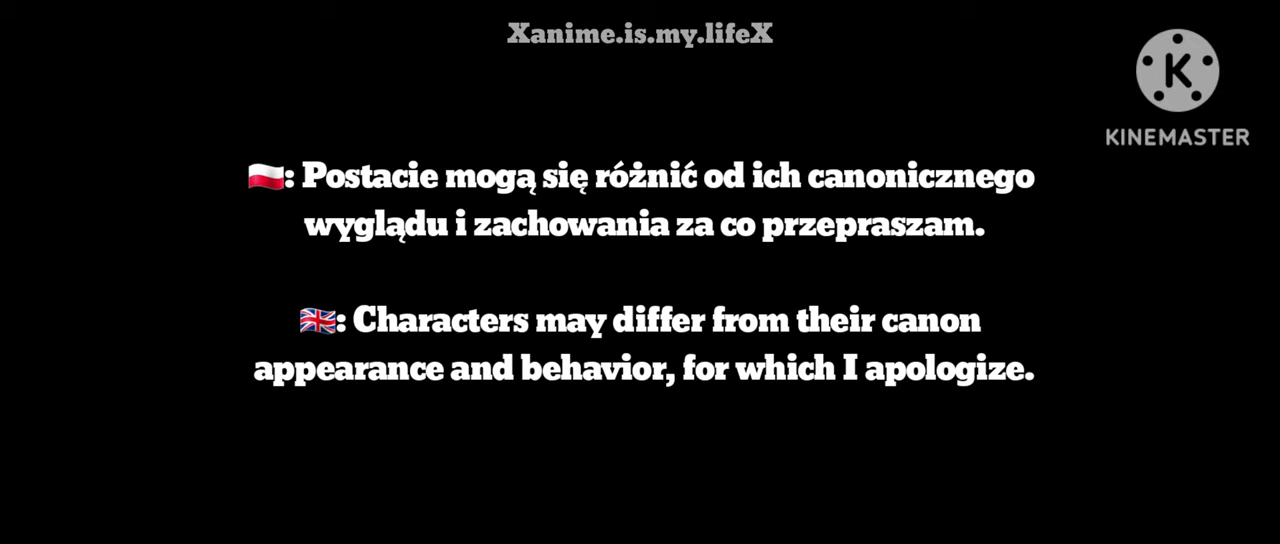 Xanime.is.my.lifeX
KINEMASTER
🇵🇱: Postacie mogą się różnić od ich canonicznego
wyglądu i zachowania za co przepraszam.
🇬🇧: Characters may differ from their canon
appearance and behavior, for which I apologize.